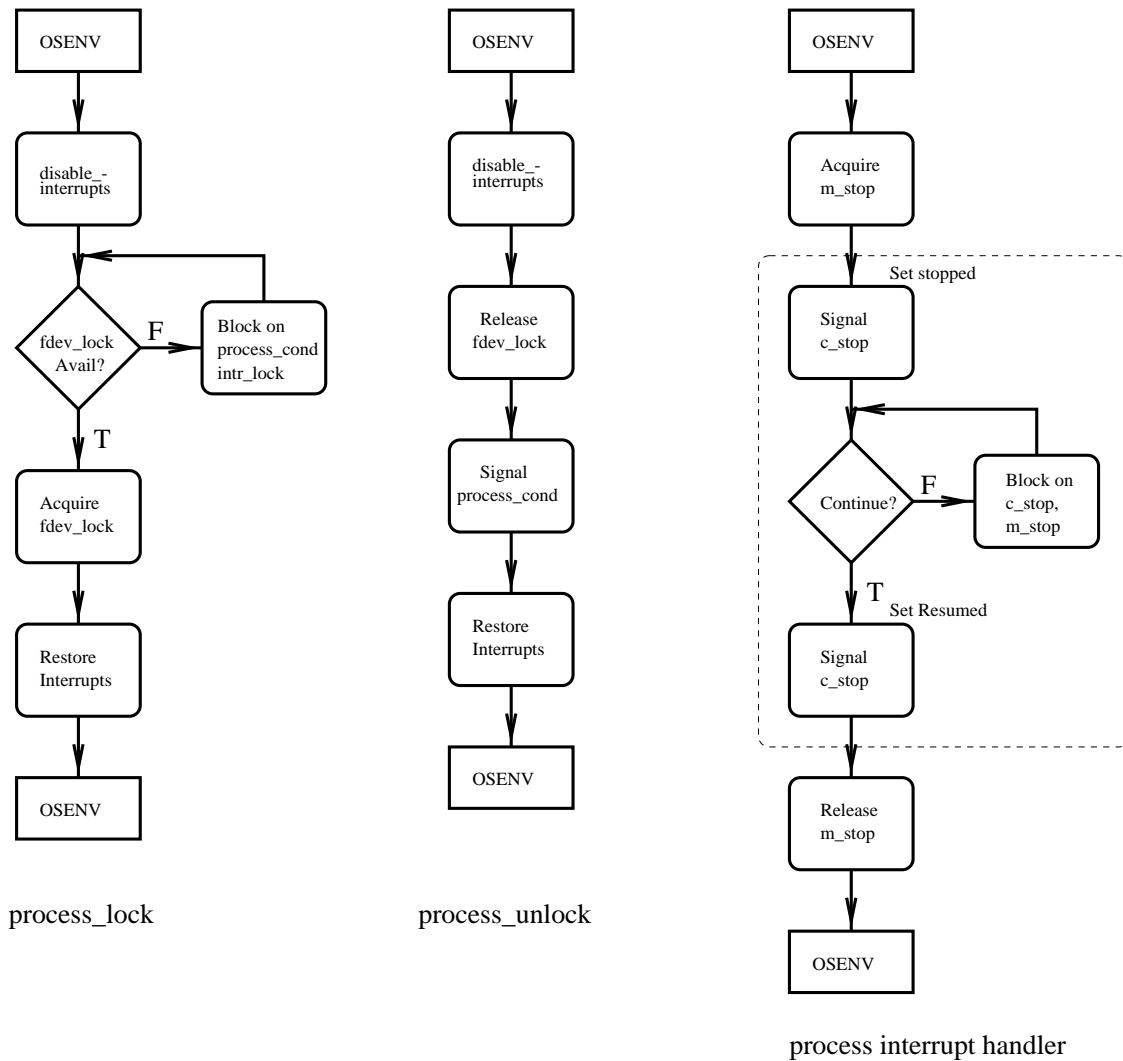 OSENV
disable_-
interrupts
fdev_lock
Avail?
F
Block on
process_cond
intr_lock
T
Acquire
fdev_lock
Restore
Interrupts
OSENV
process_lock
OSENV
disable_-
interrupts
Release
fdev_lock
Signal
process_cond
Restore
Interrupts
OSENV
process_unlock
OSENV
Acquire
m_stop
Set stopped
Signal
c_stop
Continue?
F
Block on
c_stop,
m_stop
T
Set Resumed
Signal
c_stop
Release
m_stop
OSENV
process interrupt handler